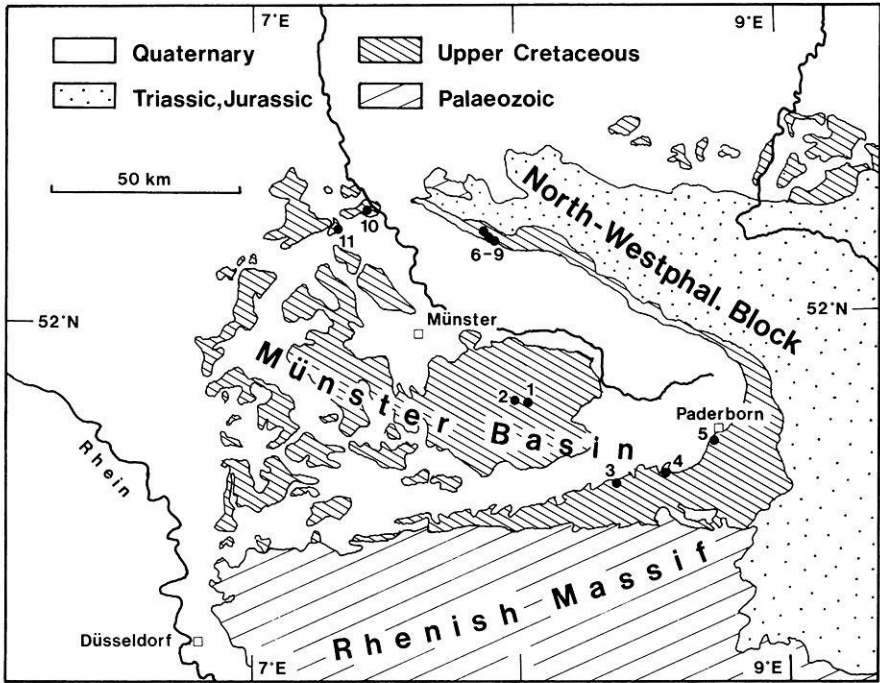 7°E
9°E
Quaternary
Upper Cretaceous
Triassic,Jurassic
Palaeozoic
50 km
North-Westphal. Block
10
11
6-9
52°N
52°N
Münster
Münster Basin
2 1
Paderborn
5
4
3
Rhein
Rhenish Massif
Düsseldorf
7°E
9°E